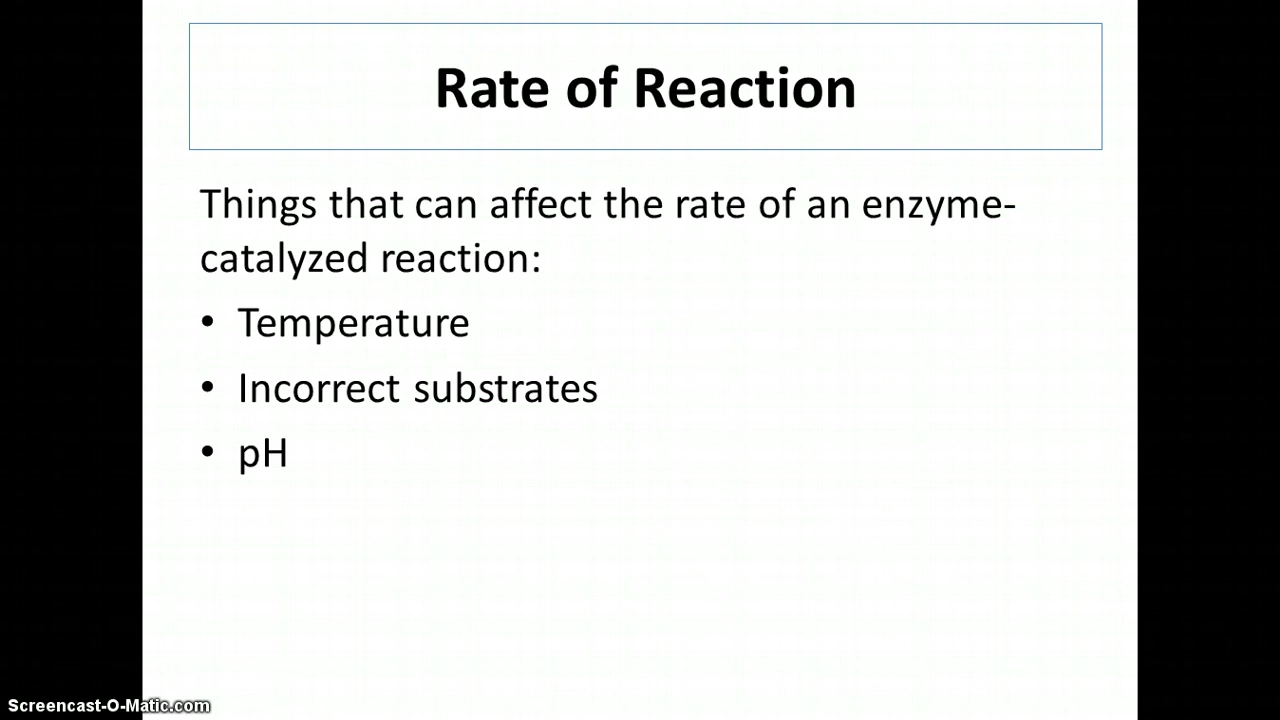 Rate of Reaction
Things that can affect the rate of an enzyme-
catalyzed reaction:
• Temperature
• Incorrect substrates
• pH
Screencast-O-Matic.com